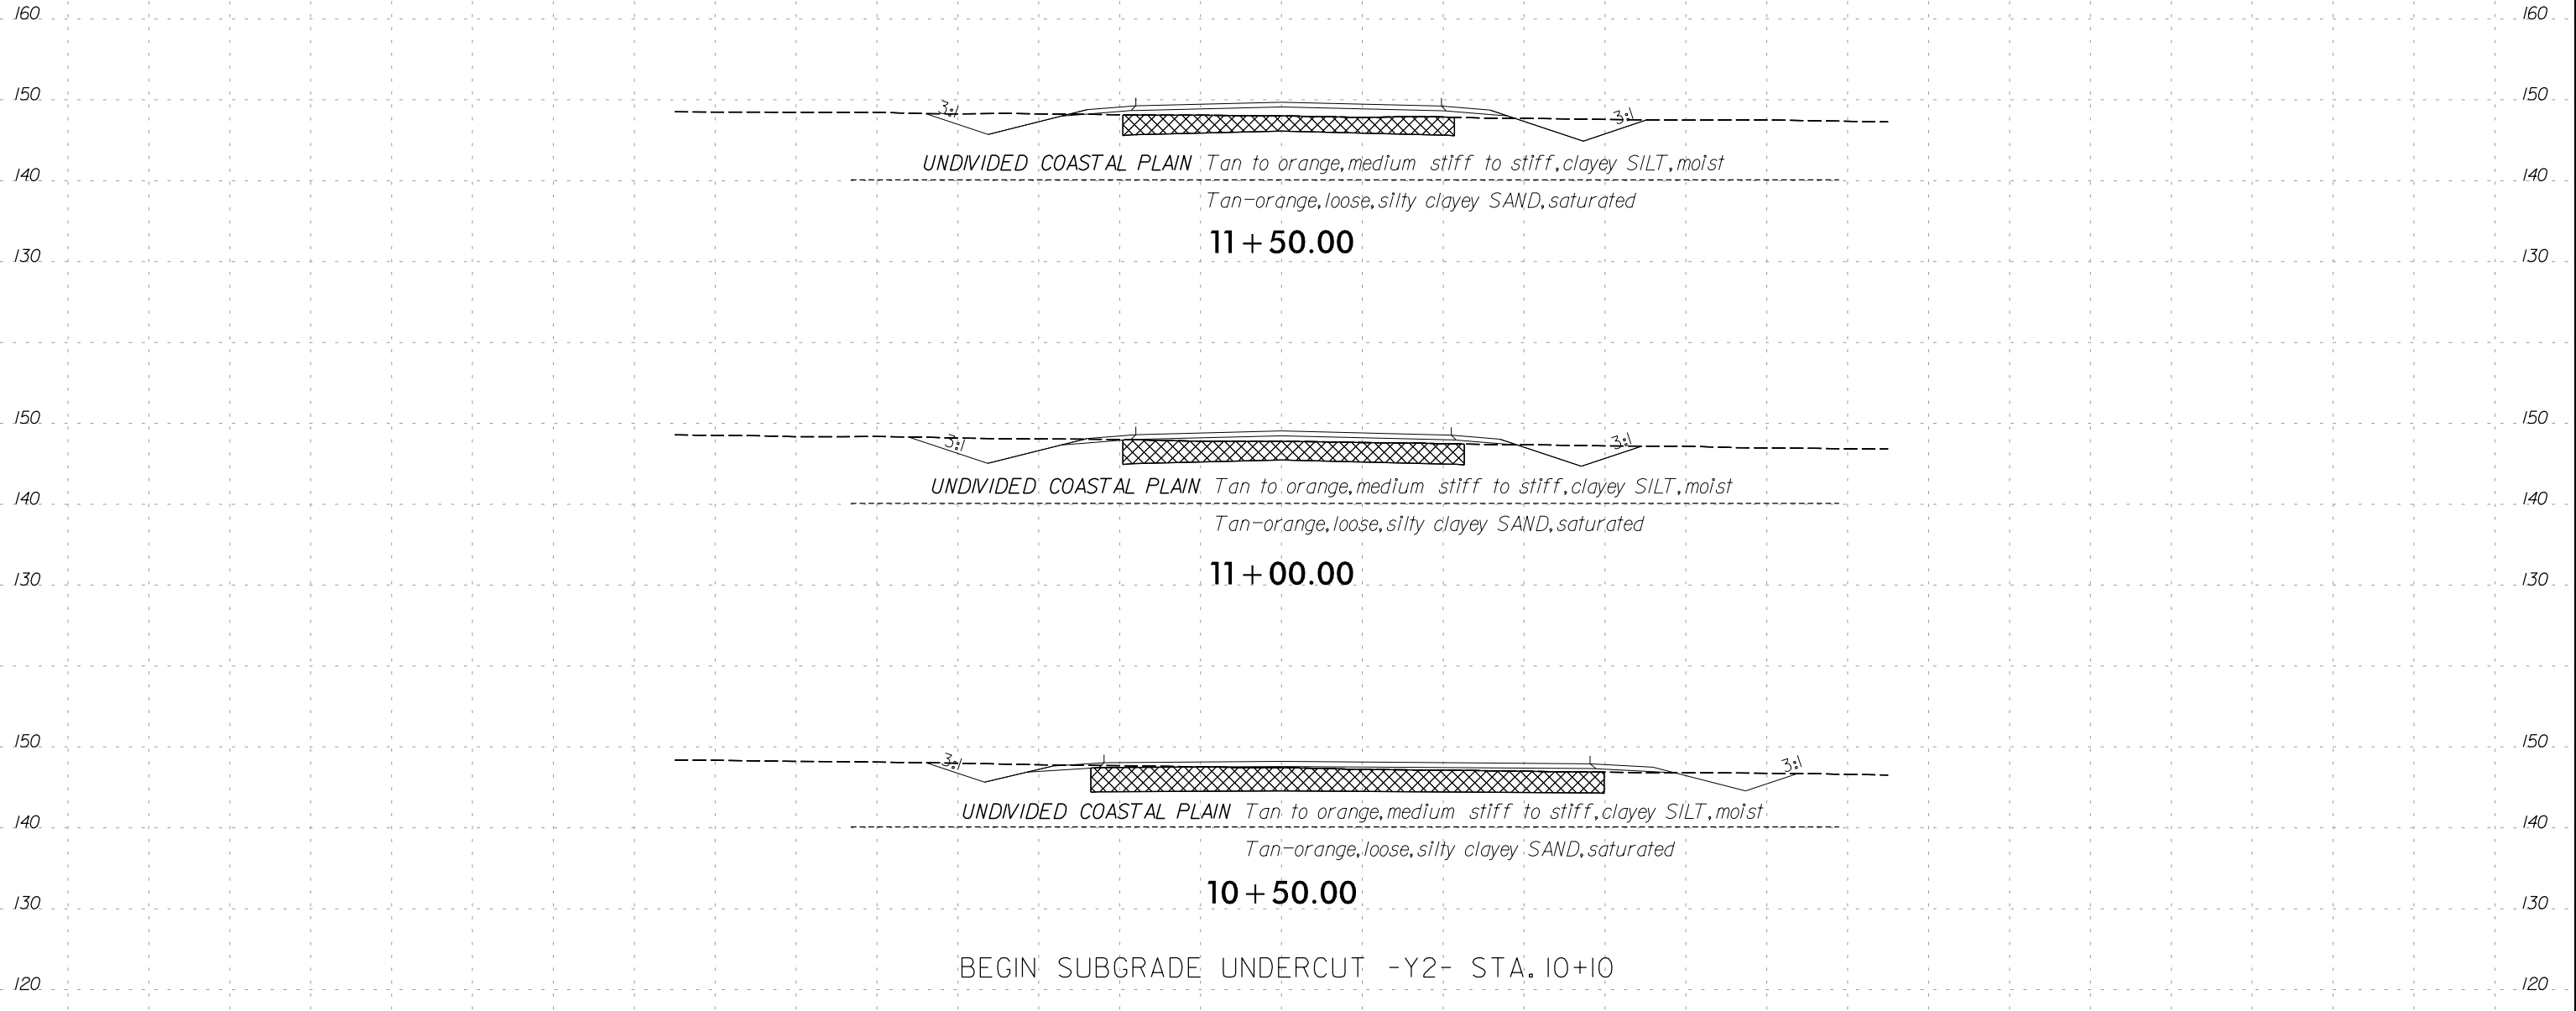 160 160
150 150
3:1 3:1
UNDIVIDED COASTAL PLAIN Tan to orange, medium stiff to stiff, clayey SILT, moist
140 140
Tan-orange, loose, silty clayey SAND, saturated
11+50.00
130 130
150 150
3:1 3:1
UNDIVIDED COASTAL PLAIN Tan to orange, medium stiff to stiff, clayey SILT, moist
140 140
Tan-orange, loose, silty clayey SAND, saturated
11+00.00
130 130
150 150
3:1 3:1
UNDIVIDED COASTAL PLAIN Tan to orange, medium stiff to stiff, clayey SILT, moist
140 140
Tan-orange, loose, silty clayey SAND, saturated
10+50.00
130 130
BEGIN SUBGRADE UNDERCUT -Y2- STA. 10+10
120 120